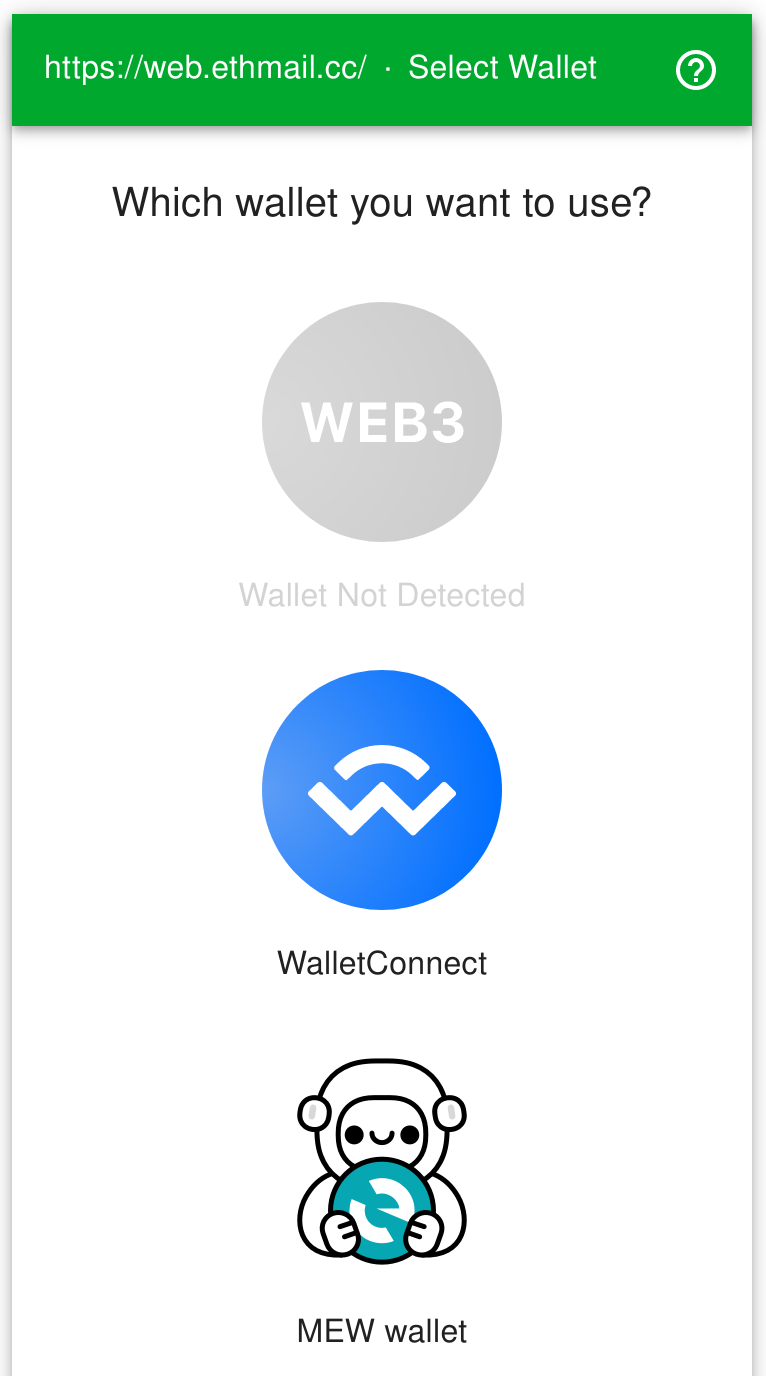 https://web.ethmail.cc/ · Select Wallet
Which wallet you want to use?
WEB3
Wallet Not Detected
WalletConnect
MEW wallet